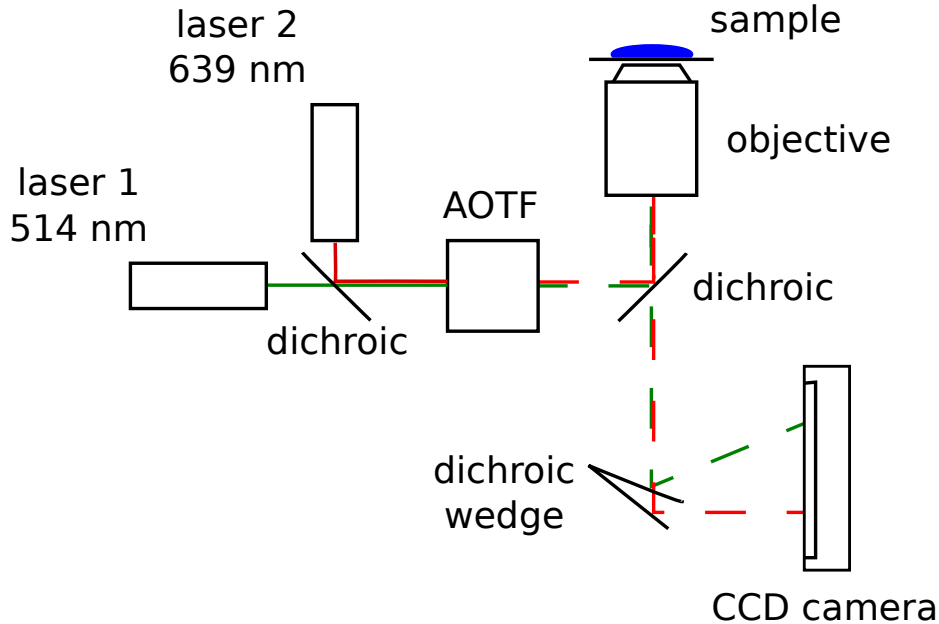 laser 2
639 nm
sample
objective
laser 1
514 nm
AOTF
dichroic
dichroic
dichroic
wedge
CCD camera